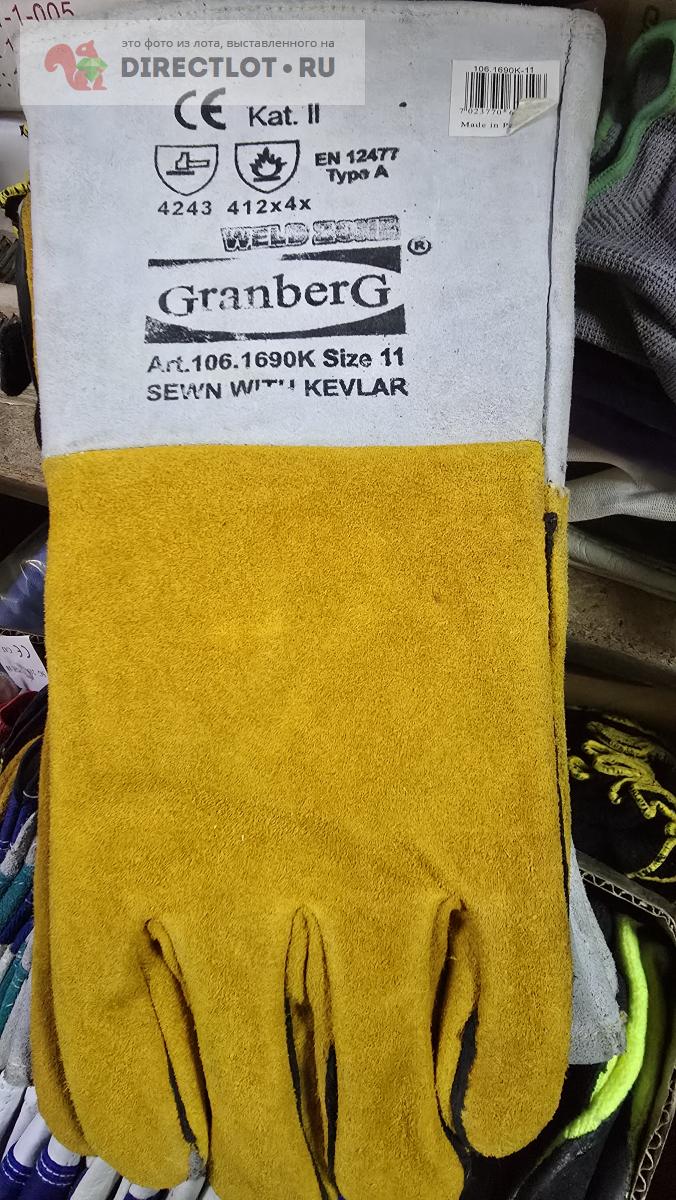 это фото из лота, выставленного на
DIRECTLOT•RU
106.1690K-11
Made in
CE Kat. II
EN 12477
Type A
4243 412x4x
WELD ZONE
GranberG ®
Art.106.1690K Size 11
SEWN WITH KEVLAR